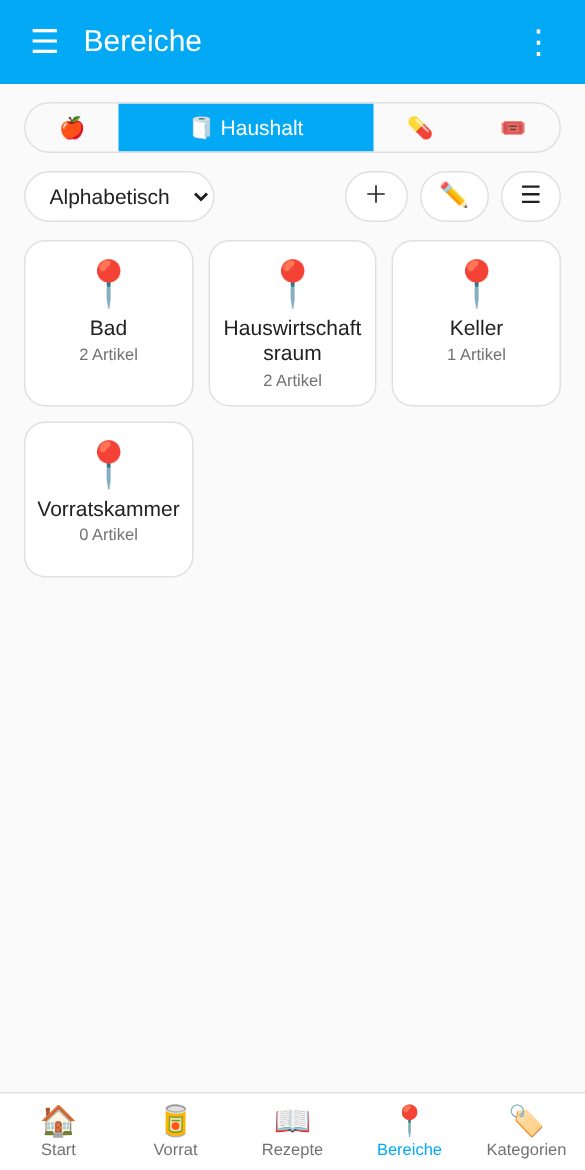 Bereiche
Haushalt
Alphabetisch
Bad
2 Artikel
Hauswirtschaft
sraum
2 Artikel
Keller
1 Artikel
Vorratskammer
0 Artikel
Start
Vorrat
Rezepte
Bereiche
Kategorien